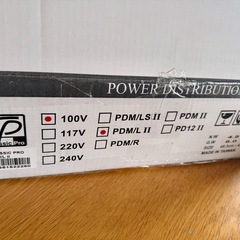 POWER DISTRIBUTION
100V
PDM/LS II
PDM II
117V
PDM/L II
PD12 II
220V
PDM/R
240V
MADE IN TAIWAN